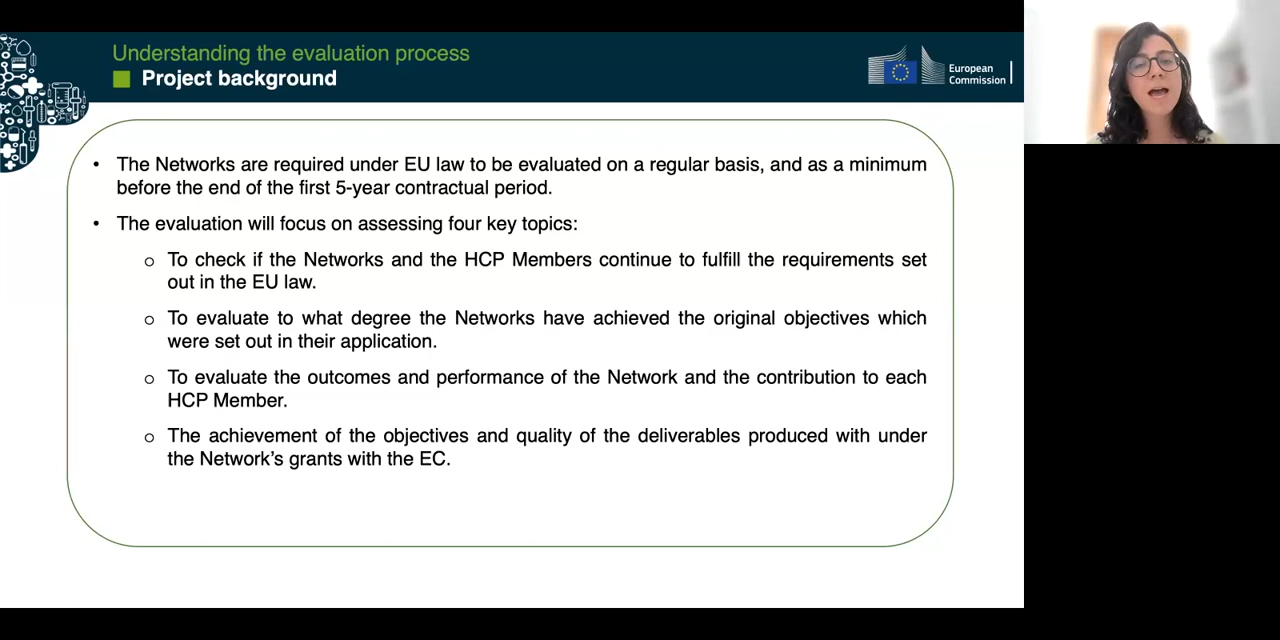 Understanding the evaluation process
Project background
European
Commission
• The Networks are required under EU law to be evaluated on a regular basis, and as a minimum
before the end of the first 5-year contractual period.
• The evaluation will focus on assessing four key topics:
o To check if the Networks and the HCP Members continue to fulfill the requirements set
out in the EU law.
o To evaluate to what degree the Networks have achieved the original objectives which
were set out in their application.
o To evaluate the outcomes and performance of the Network and the contribution to each
HCP Member.
o The achievement of the objectives and quality of the deliverables produced with under
the Network's grants with the EC.